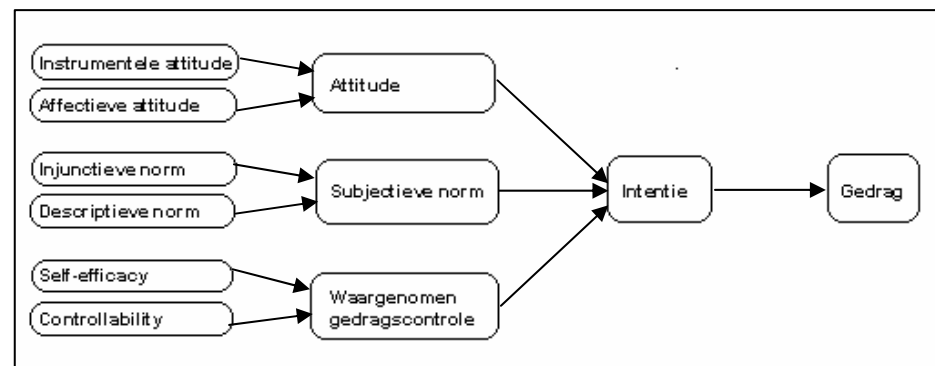 Instrumentele attitude
Affectieve attitude
Attitude
Injunctieve norm
Descriptieve norm
Subjectieve norm
Intentie
Gedrag
Self-efficacy
Controllability
Waargenomen
gedragscontrole